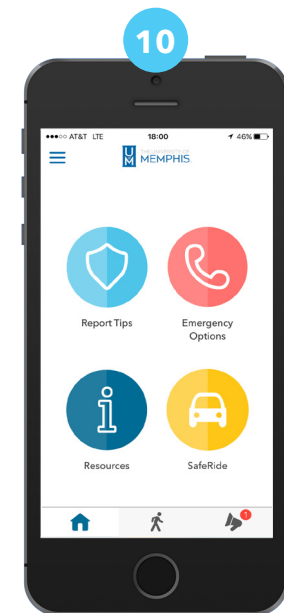 10
AT&T LTE 18:00 46%
THE UNIVERSITY OF
MEMPHIS
Report Tips
Emergency
Options
Resources
SafeRide
1